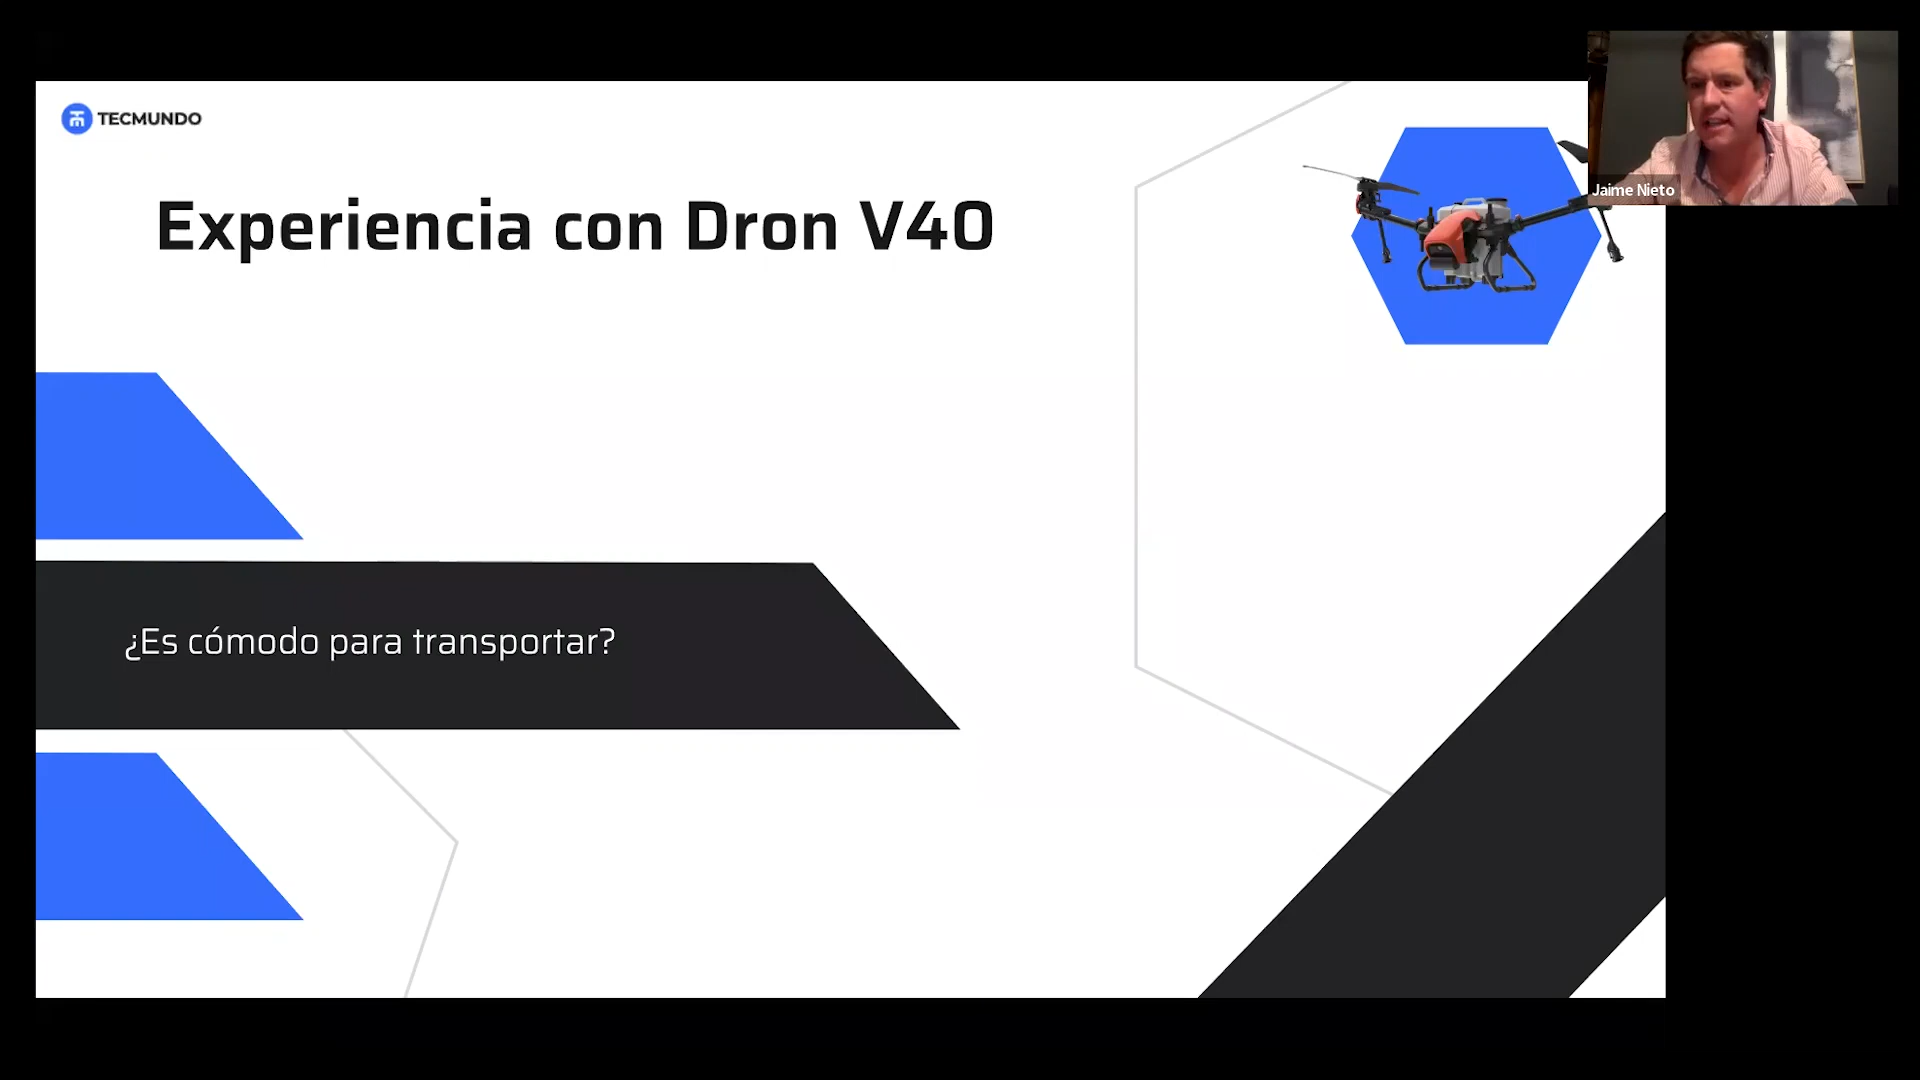 TECMUNDO
Experiencia con Dron V40
¿Es cómodo para transportar?
Jaime Nieto